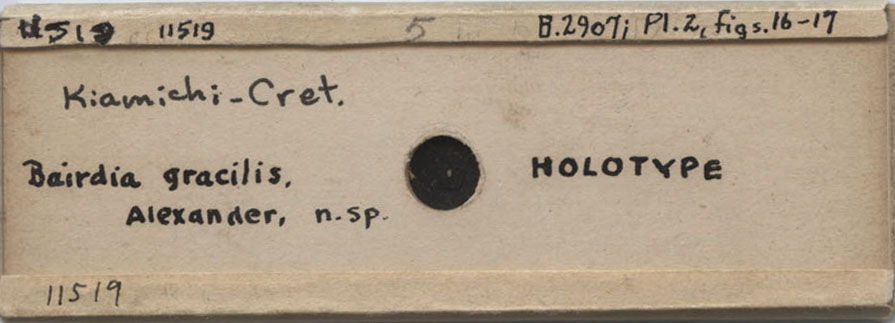 11519 5 B.2907; Pl.2, figs.16-17
Kiamichi-Cret.
Bairdia gracilis,
Alexander, n.sp.
HOLOTYPE
11519